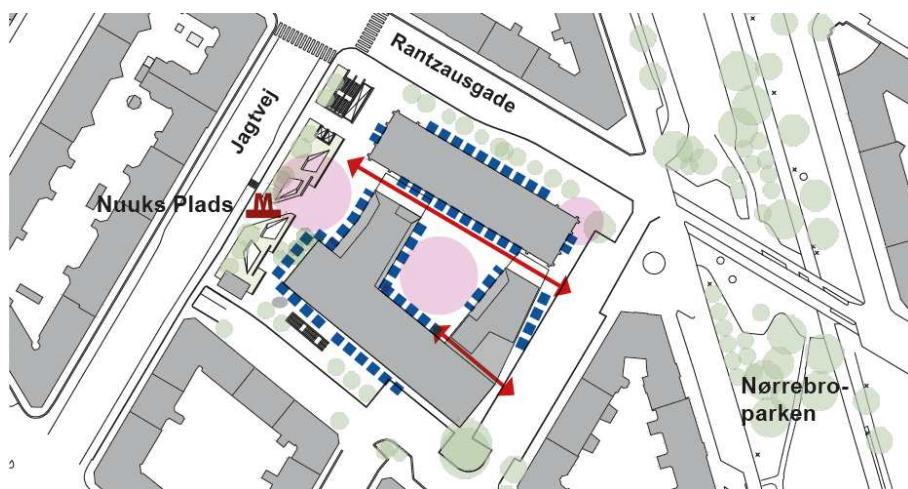 Rantzausgade
Jagtvej
Nuuks Plads M
Nørrebro-
parken